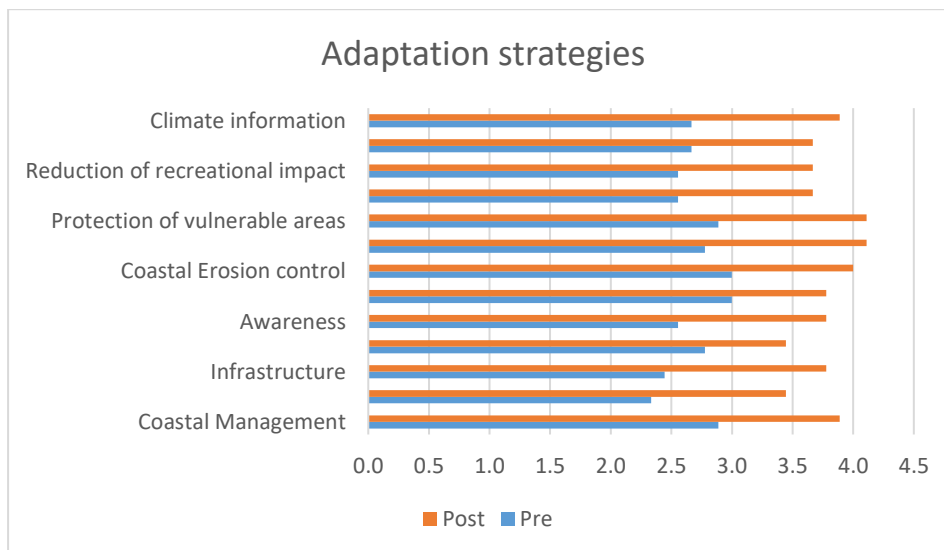 Adaptation strategies
Climate information
Reduction of recreational impact
Protection of vulnerable areas
Coastal Erosion control
Awareness
Infrastructure
Coastal Management
0.0 0.5 1.0 1.5 2.0 2.5 3.0 3.5 4.0 4.5
Post Pre